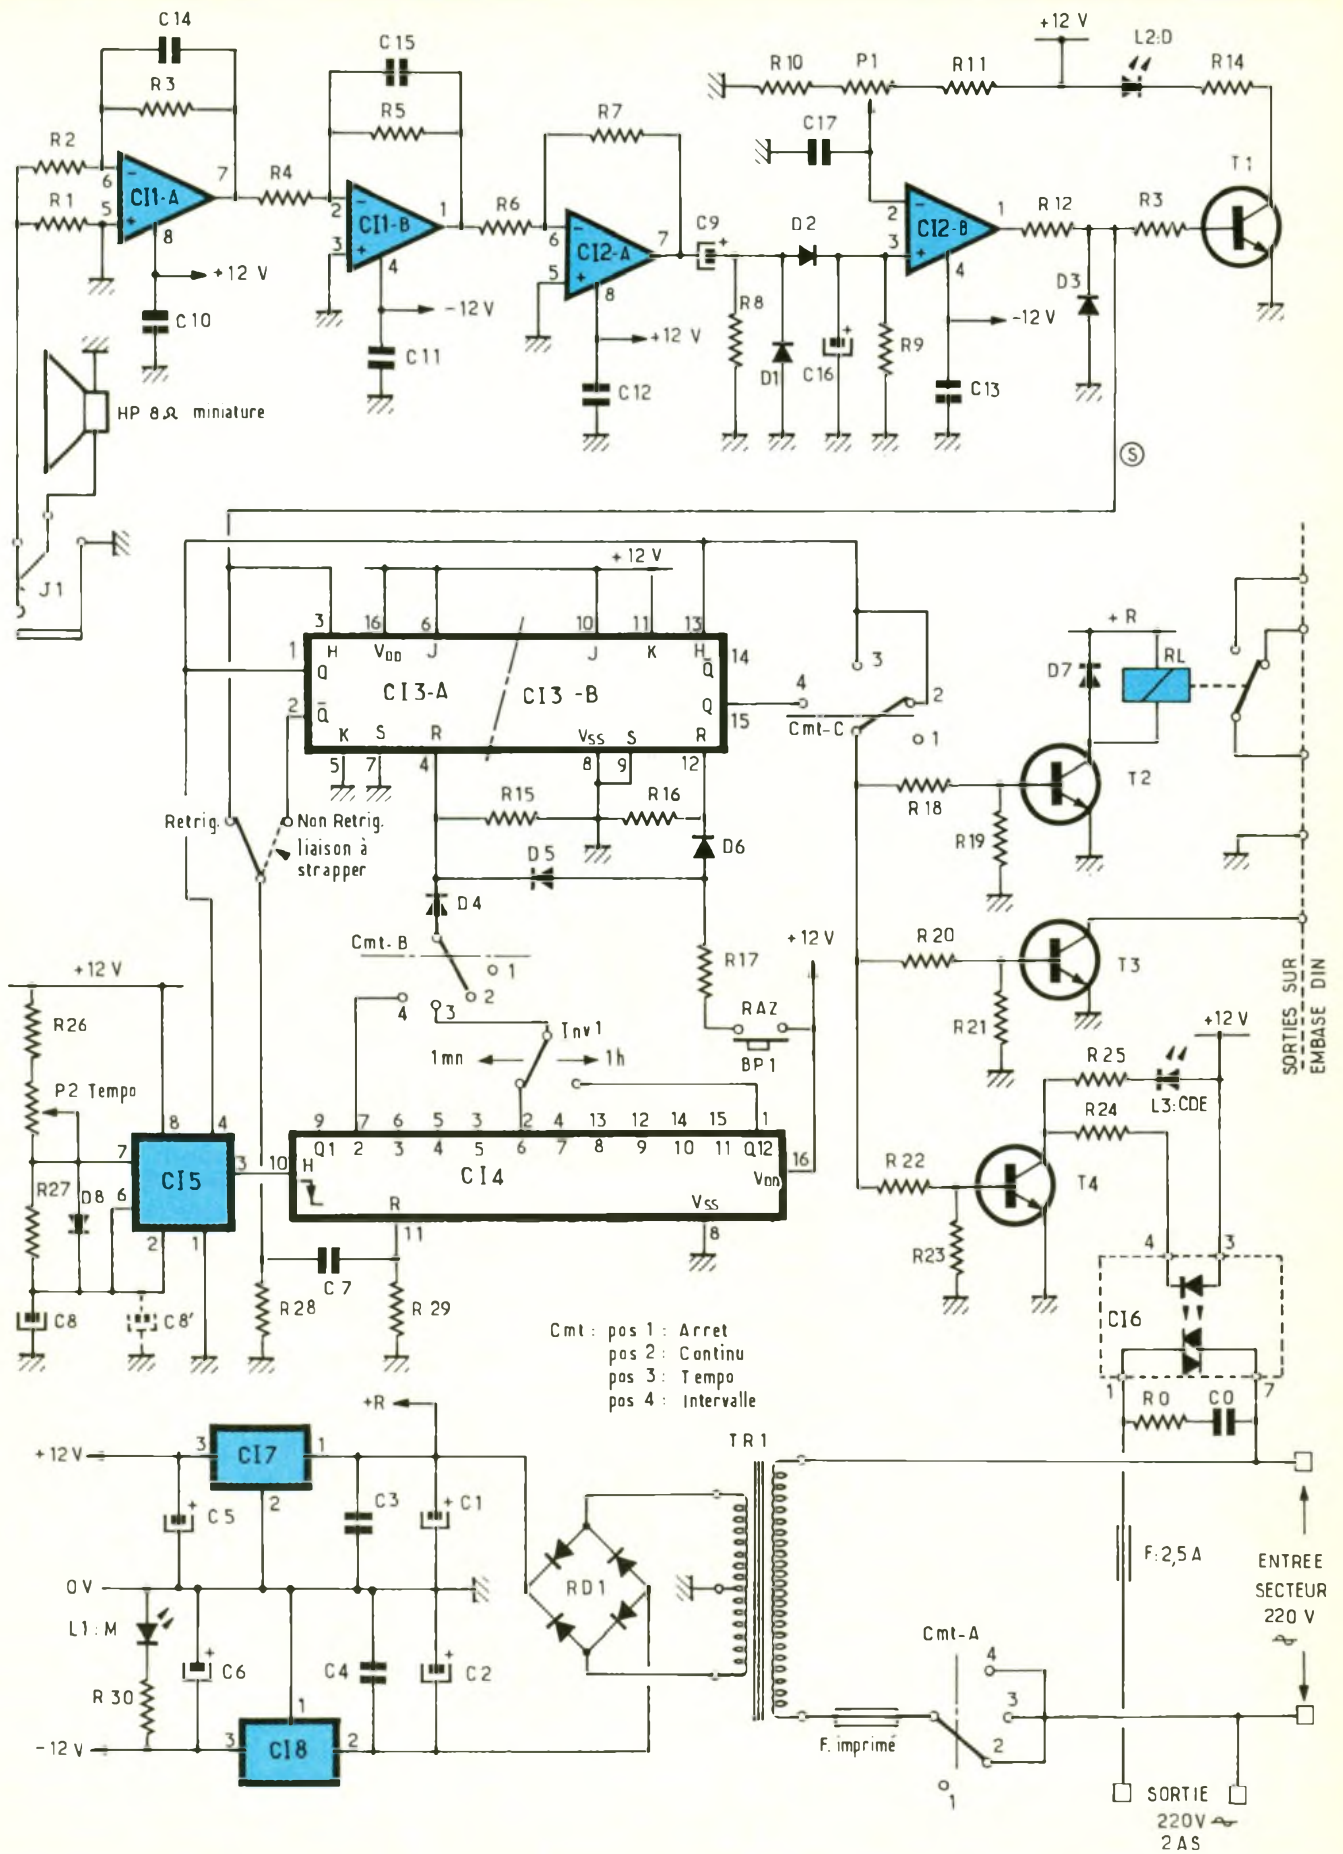 C14
C15
+12 V
L2:D
R3
R5
R7
R10
P1
R11
R14
R2
6
7
R4
C17
T1
CI1-A
R1
5
8
2
1
R6
CI1-B
3
4
6
7
C9
D2
2
1
R12
R3
CI2-A
CI2-B
5
8
3
4
+12 V
-12 V
+12 V
-12 V
R8
D3
C10
C11
C12
D1
C16
R9
C13
HP 8Ω miniature
S
J1
+12 V
3
16
6
10
11
13
H
VDD
J
J
K
H
1
Q
CI3-A
CI3-B
Q̄
14
2
Q̄
Q
15
K
S
R
VSS
S
R
5
7
4
8
9
12
3
4
2
Cmt-C
1
+R
D7
RL
T2
R18
R19
Retrig.
Non Retrig.
liaison à
strapper
R15
R16
D5
D6
D4
Cmt-B
1
2
4
3
R17
+12 V
RAZ
BP1
R20
T3
R21
SORTIES SUR
EMBASE DIN
+12 V
R26
P2 Tempo
Inv1
1mn
1h
+12 V
R25
L3:CDE
R24
8
4
7
CI5
3
R27
D8
6
2
1
9
7
6
5
3
2
4
13
12
14
15
1
Q1
2
3
4
5
6
7
8
9
10
11
Q12
10
H
CI4
VDD
16
R
VSS
11
8
R22
T4
R23
4
3
CI6
1
7
R0
C0
C8
C8'
R28
C7
R29
Cmt : pos 1 : Arret
pos 2 : Continu
pos 3 : Tempo
pos 4 : Intervalle
+R
+12 V
3
CI7
1
2
C5
C3
C1
TR1
F:2,5A
ENTREE
SECTEUR
220 V
0V
RD1
L1:M
C6
C4
C2
R30
1
-12 V
3
CI8
2
Cmt-A
4
3
2
1
F. imprimé
SORTIE
220V
2AS